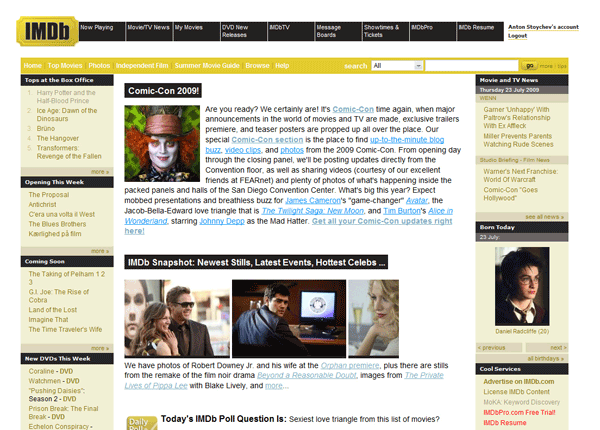 IMDb
Now Playing
Movie/TV News
My Movies
DVD New Releases
IMDbTV
Message Boards
Showtimes & Tickets
IMDbPro
IMDb Resume
Anton Stoychev's account
Logout
Home | Top Movies | Photos | Independent Film | Summer Movie Guide | Browse | Help
search All go more | tips
Tops at the Box Office
1. Harry Potter and the Half-Blood Prince
2. Ice Age: Dawn of the Dinosaurs
3. Brüno
4. The Hangover
5. Transformers: Revenge of the Fallen
more »
Opening This Week
The Proposal
Antichrist
C'era una volta il West
The Blues Brothers
Kærlighed på film
more »
Coming Soon
The Taking of Pelham 1 2 3
G.I. Joe: The Rise of Cobra
Land of the Lost
Imagine That
The Time Traveler's Wife
more »
New DVDs This Week
Coraline - DVD
Watchmen - DVD
"Pushing Daisies": Season 2 - DVD
Prison Break: The Final Break - DVD
Echelon Conspiracy -
Comic-Con 2009!
Are you ready? We certainly are! It's Comic-Con time again, when major
announcements in the world of movies and TV are made, exclusive trailers
premiere, and teaser posters are propped up all over the place. Our
special Comic-Con section is the place to find up-to-the-minute blog
buzz, video clips, and photos from the 2009 Comic-Con. From opening day
through the closing panel, we'll be posting updates directly from the
Convention floor, as well as sharing videos (courtesy of our excellent
friends at FEARnet) and plenty of photos of what's happening inside the
packed panels and halls of the San Diego Convention Center. What's big this year? Expect
mobbed presentations and breathless buzz for James Cameron's "game-changer" Avatar, the
Jacob-Bella-Edward love triangle that is The Twilight Saga: New Moon, and Tim Burton's Alice in
Wonderland, starring Johnny Depp as the Mad Hatter. Get all your Comic-Con updates right
here!
IMDb Snapshot: Newest Stills, Latest Events, Hottest Celebs ...
We have photos of Robert Downey Jr. and his wife at the Orphan premiere, plus there are stills
from the remake of the film noir drama Beyond a Reasonable Doubt, images from The Private
Lives of Pippa Lee with Blake Lively, and more...
Daily
Polls
Today's IMDb Poll Question Is: Sexiest love triangle from this list of movies?
Movie and TV News
Thursday 23 July 2009
WENN
Garner 'Unhappy' With Paltrow's Relationship With Ex Affleck
Miller Prevents Parents Watching Rude Scenes
Studio Briefing - Film News
Warner's Next Franchise: World Of Warcraft
Comic-Con "Goes Hollywood"
see all news »
Born Today
23 July
Daniel Radcliffe (20)
< previous
next >
all birthdays »
Cool Services
Advertise on IMDb.com
License IMDb Content
MoKA: Keyword Discovery
IMDbPro.com Free Trial!
IMDb Resume